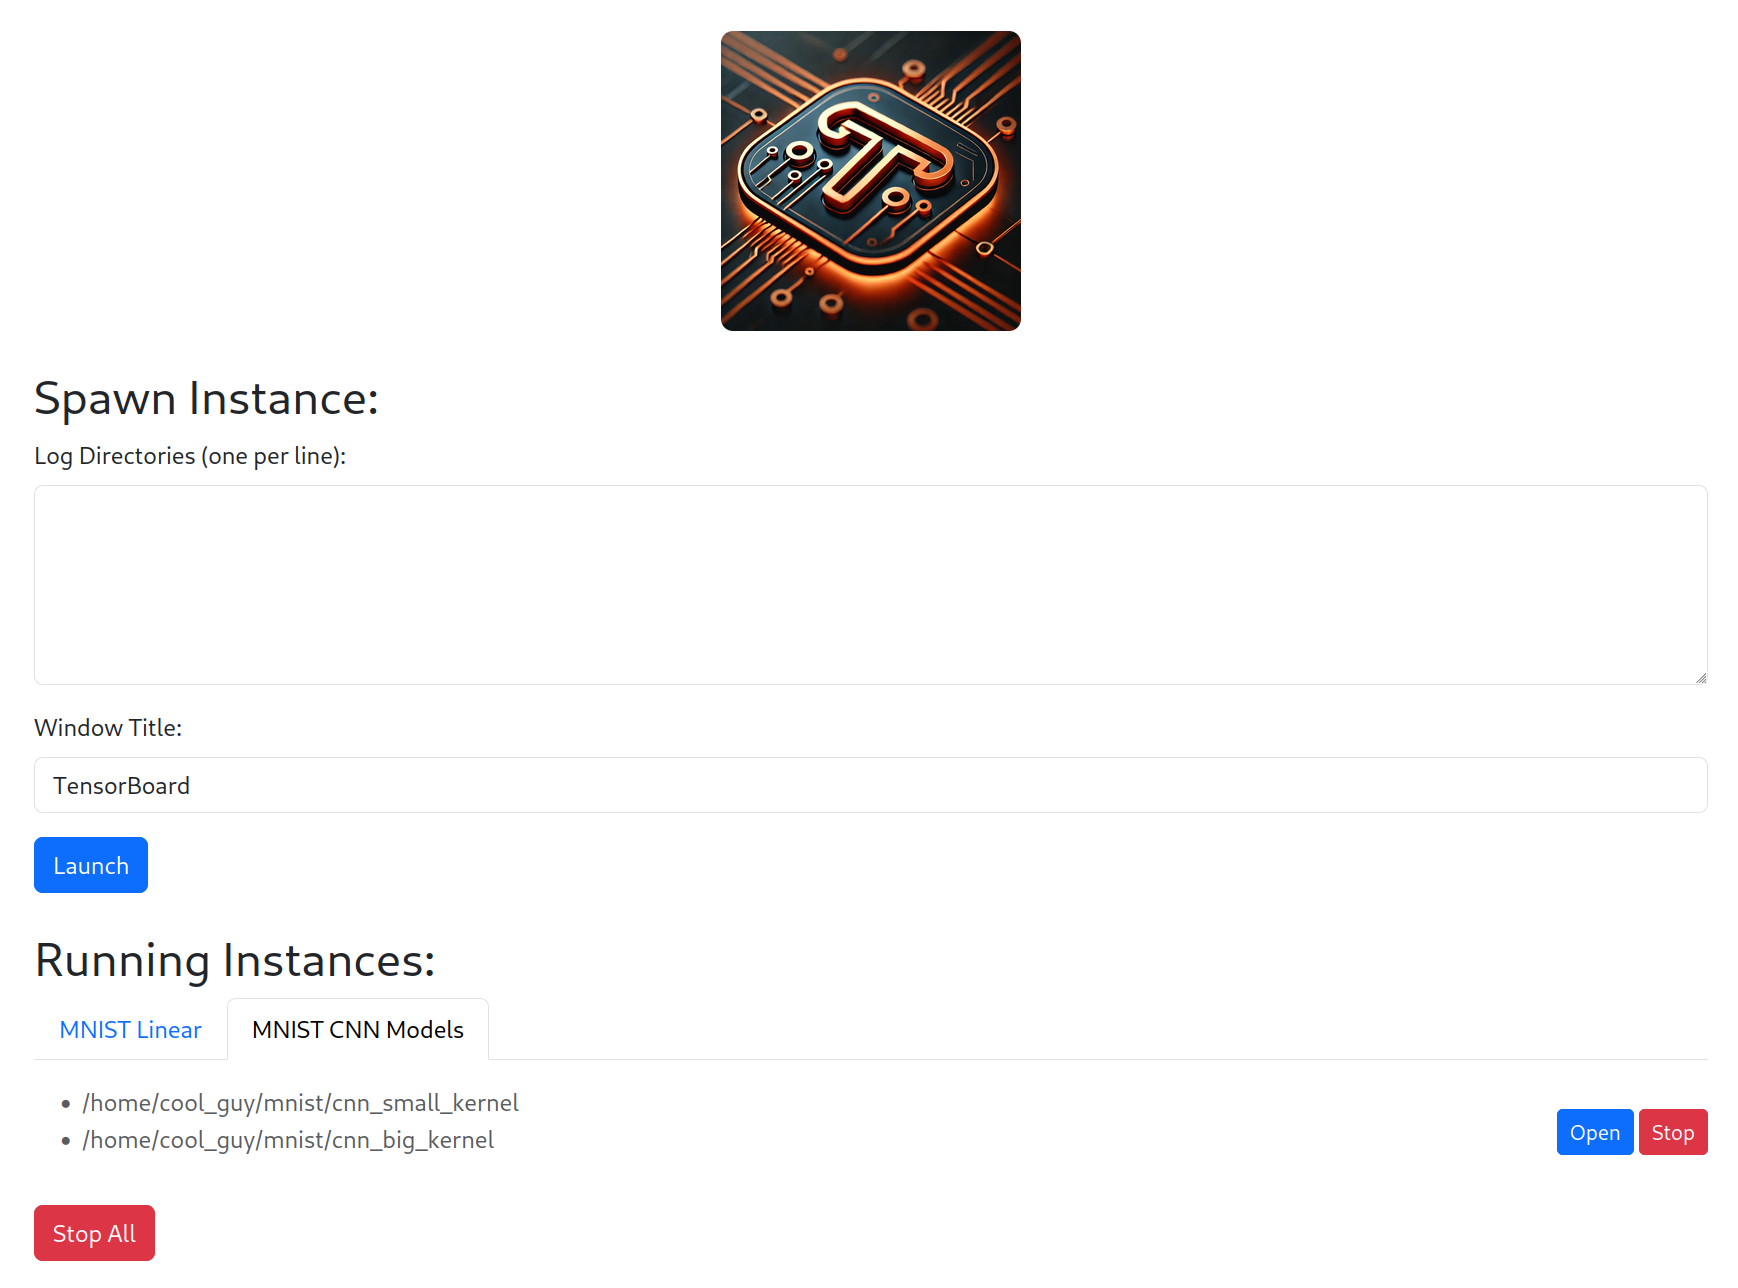 T
Spawn Instance:
Log Directories (one per line):
Window Title:
TensorBoard
Launch
Running Instances:
MNIST Linear
MNIST CNN Models
/home/cool_guy/mnist/cnn_small_kernel
/home/cool_guy/mnist/cnn_big_kernel
Open Stop
Stop All